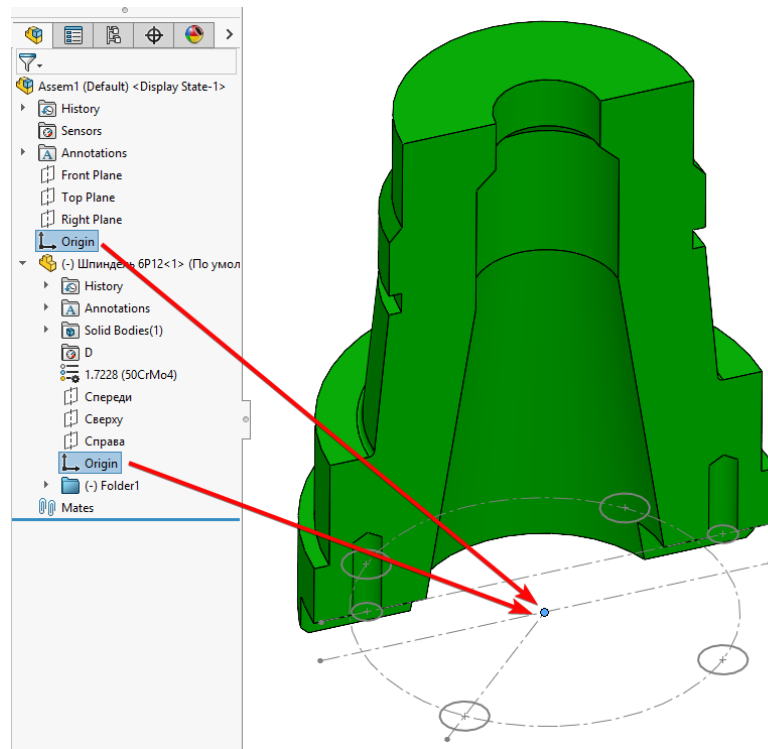 Assem1 (Default) <Display State-1>
History
Sensors
Annotations
Front Plane
Top Plane
Right Plane
Origin
(-) Шпиндель 6Р12<1> (По умол
History
Annotations
Solid Bodies(1)
D
1.7228 (50CrMo4)
Спереди
Сверху
Справа
Origin
(-) Folder1
Mates